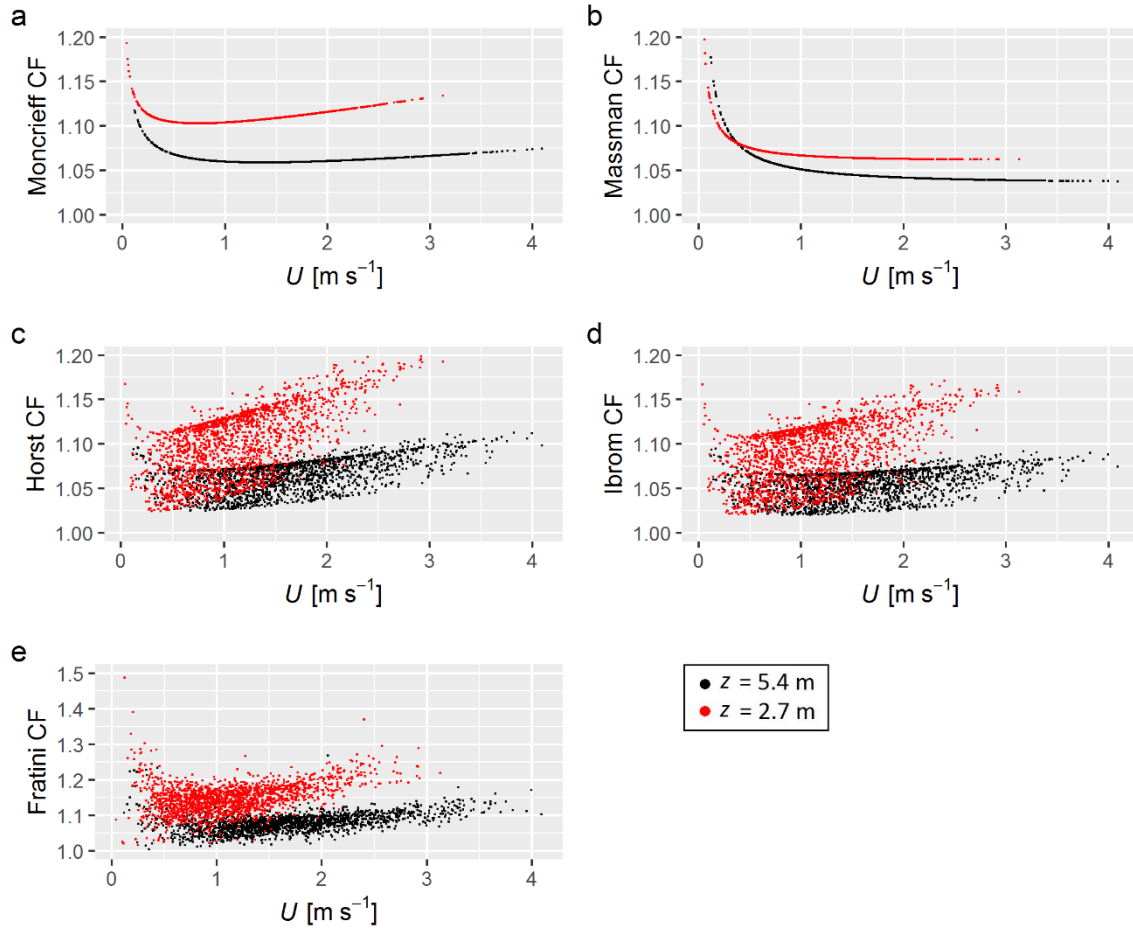 a
Moncrieff CF
1.20
1.15
1.10
1.05
1.00
0 1 2 3 4
U [m s⁻¹]
b
Massman CF
1.20
1.15
1.10
1.05
1.00
0 1 2 3 4
U [m s⁻¹]
c
Horst CF
1.20
1.15
1.10
1.05
1.00
0 1 2 3 4
U [m s⁻¹]
d
Ibrom CF
1.20
1.15
1.10
1.05
1.00
0 1 2 3 4
U [m s⁻¹]
e
Fratini CF
1.5
1.4
1.3
1.2
1.1
1.0
0 1 2 3 4
U [m s⁻¹]
z = 5.4 m
z = 2.7 m